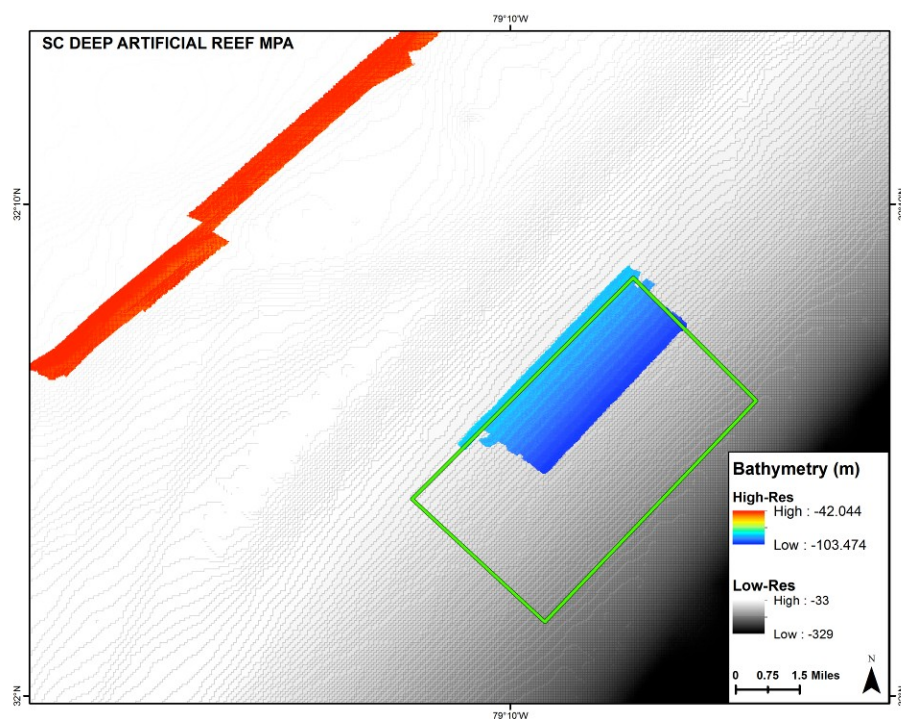 79°10'W
SC DEEP ARTIFICIAL REEF MPA
32°10'N
Bathymetry (m)
High-Res
High : -42.044
Low : -103.474
Low-Res
High : -33
Low : -329
N
0 0.75 1.5 Miles
32°N
79°10'W